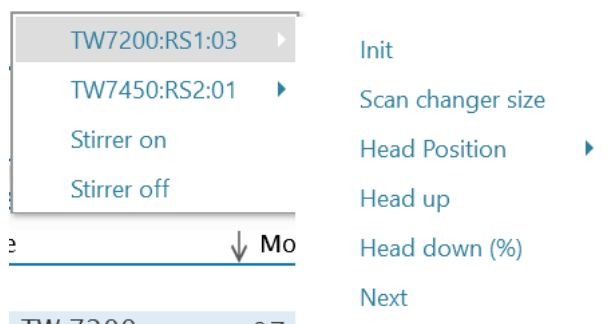 TW7200:RS1:03
TW7450:RS2:01
Stirrer on
Stirrer off
e Mo
Init
Scan changer size
Head Position
Head up
Head down (%)
Next